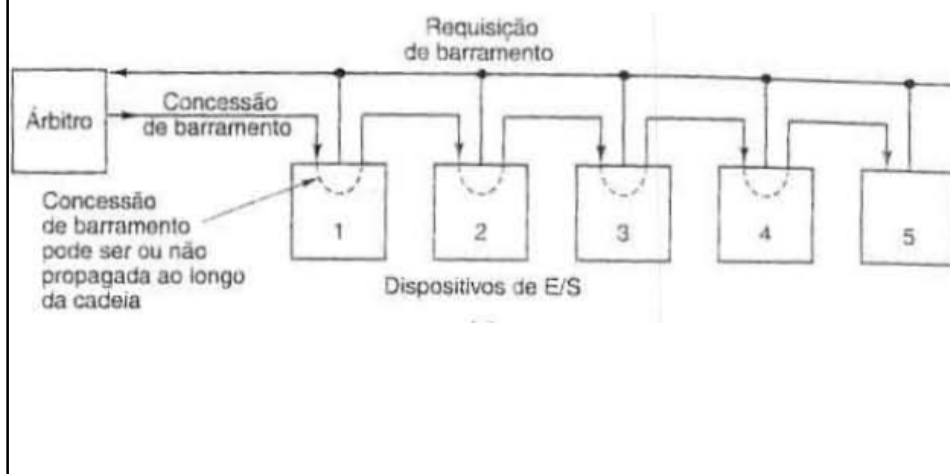 Requisição
de barramento
Árbitro
Concessão
de barramento
Concessão
de barramento
pode ser ou não
propagada ao longo
da cadeia
1
2
3
4
5
Dispositivos de E/S